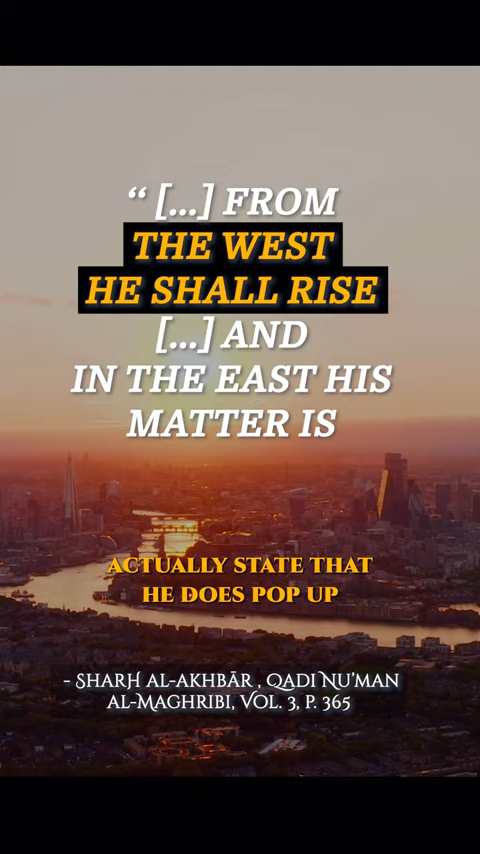 “ [...] FROM
THE WEST
HE SHALL RISE
[...] AND
IN THE EAST HIS
MATTER IS
ACTUALLY STATE THAT
HE DOES POP UP
- SHARH AL-AKHBĀR , QADI NU'MAN
AL-MAGHRIBI, VOL. 3, P. 365